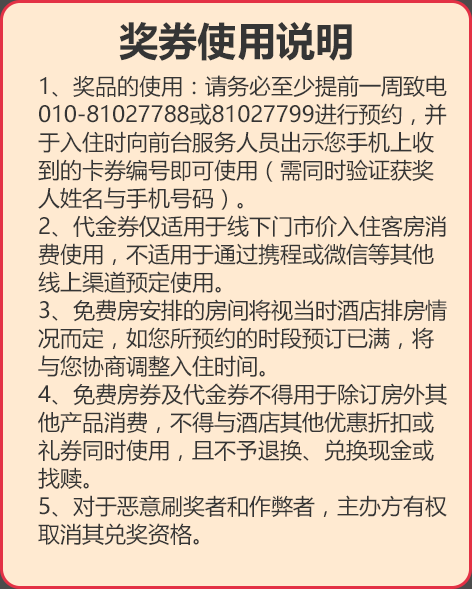 奖券使用说明
1、奖品的使用：请务必至少提前一周致电
010-81027788或81027799进行预约，并
于入住时向前台服务人员出示您手机上收
到的卡券编号即可使用（需同时验证获奖
人姓名与手机号码）。
2、代金券仅适用于线下门市价入住客房消
费使用，不适用于通过携程或微信等其他
线上渠道预定使用。
3、免费房安排的房间将视当时酒店排房情
况而定，如您所预约的时段预订已满，将
与您协商调整入住时间。
4、免费房券及代金券不得用于除订房外其
他产品消费，不得与酒店其他优惠折扣或
礼券同时使用，且不予退换、兑换现金或
找赎。
5、对于恶意刷奖者和作弊者，主办方有权
取消其兑奖资格。